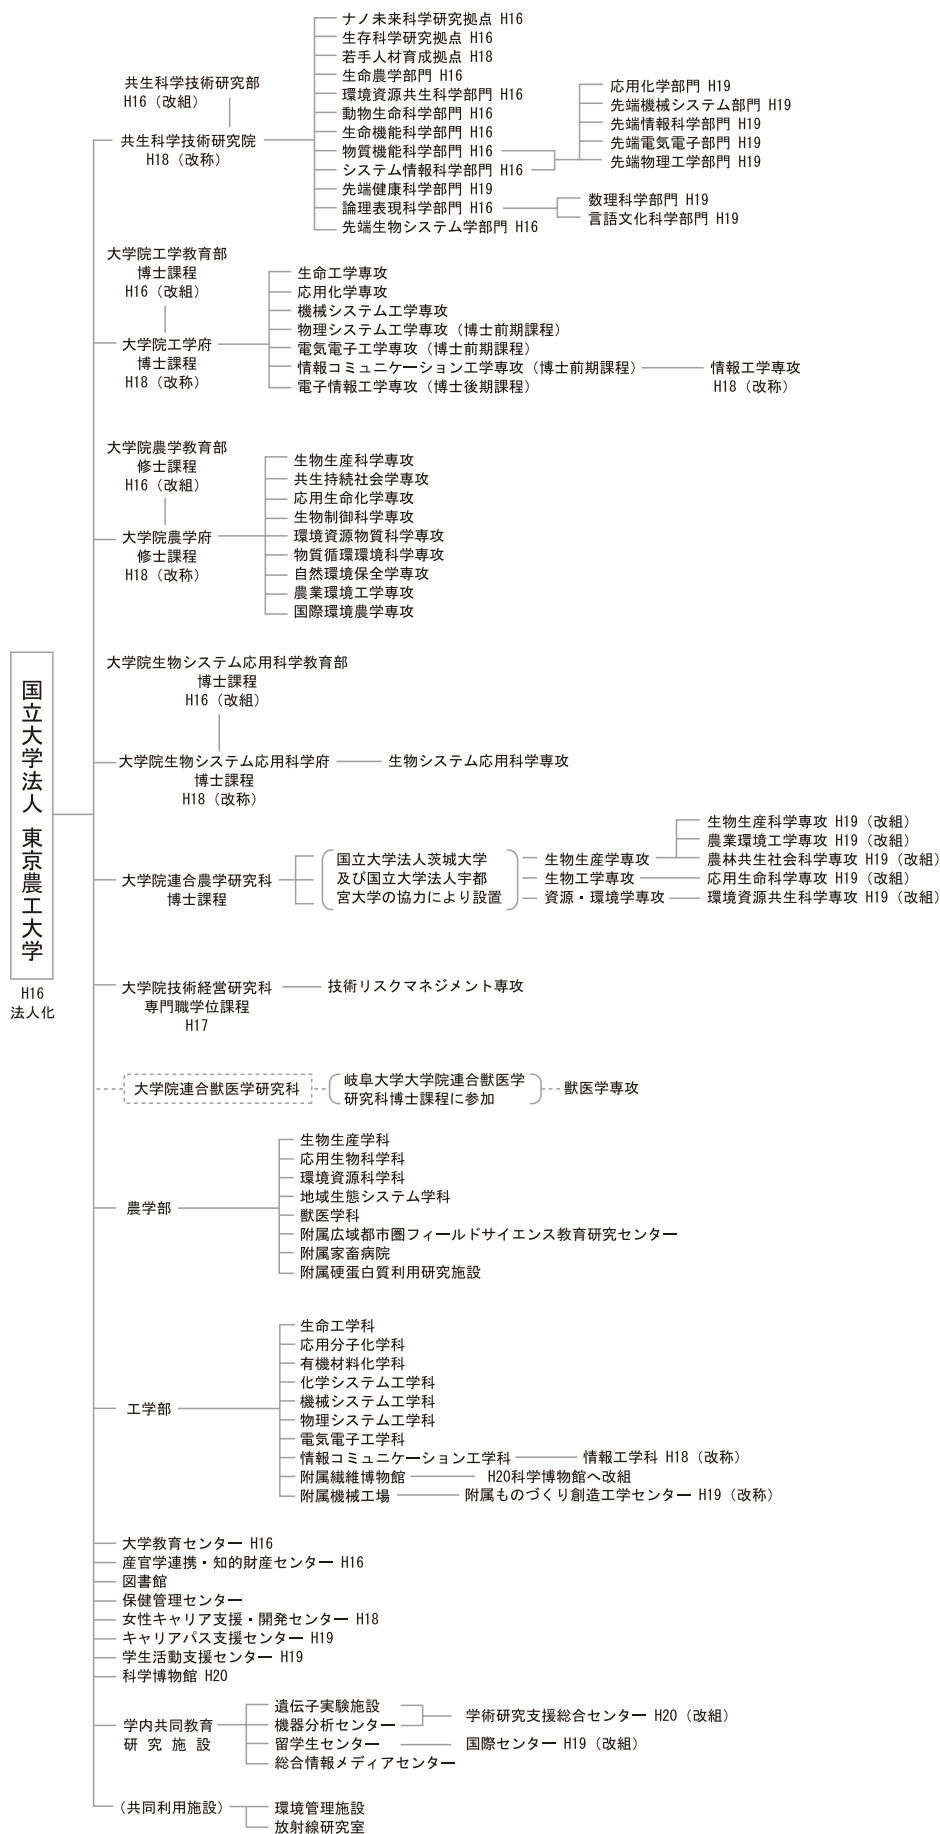 国立大学法人 東京農工大学
H16
法人化
共生科学技術研究部
H16（改組）
共生科学技術研究院
H18（改称）
ナノ未来科学研究拠点 H16
生存科学研究拠点 H16
若手人材育成拠点 H18
生命農学部門 H16
環境資源共生科学部門 H16
動物生命科学部門 H16
生命機能科学部門 H16
物質機能科学部門 H16
システム情報科学部門 H16
先端健康科学部門 H19
論理表現科学部門 H16
先端生物システム学部門 H16
応用化学部門 H19
先端機械システム部門 H19
先端情報科学部門 H19
先端電気電子部門 H19
先端物理工学部門 H19
数理科学部門 H19
言語文化科学部門 H19
大学院工学教育部
博士課程
H16（改組）
大学院工学府
博士課程
H18（改称）
生命工学専攻
応用化学専攻
機械システム工学専攻
物理システム工学専攻（博士前期課程）
電気電子工学専攻（博士前期課程）
情報コミュニケーション工学専攻（博士前期課程）
電子情報工学専攻（博士後期課程）
情報工学専攻
H18（改称）
大学院農学教育部
修士課程
H16（改組）
大学院農学府
修士課程
H18（改称）
生物生産科学専攻
共生持続社会学専攻
応用生命化学専攻
生物制御科学専攻
環境資源物質科学専攻
物質循環環境科学専攻
自然環境保全学専攻
農業環境工学専攻
国際環境農学専攻
大学院生物システム応用科学教育部
博士課程
H16（改組）
大学院生物システム応用科学府
博士課程
H18（改称）
生物システム応用科学専攻
大学院連合農学研究科
博士課程
国立大学法人茨城大学
及び国立大学法人宇都
宮大学の協力により設置
生物生産学専攻
生物工学専攻
資源・環境学専攻
生物生産科学専攻 H19（改組）
農業環境工学専攻 H19（改組）
農林共生社会科学専攻 H19（改組）
応用生命科学専攻 H19（改組）
環境資源共生科学専攻 H19（改組）
大学院技術経営研究科
専門職学位課程
H17
技術リスクマネジメント専攻
大学院連合獣医学研究科
岐阜大学大学院連合獣医学
研究科博士課程に参加
獣医学専攻
農学部
生物生産学科
応用生物科学科
環境資源科学科
地域生態システム学科
獣医学科
附属広域都市圏フィールドサイエンス教育研究センター
附属家畜病院
附属硬蛋白質利用研究施設
工学部
生命工学科
応用分子化学科
有機材料化学科
化学システム工学科
機械システム工学科
物理システム工学科
電気電子工学科
情報コミュニケーション工学科
附属繊維博物館
附属機械工場
情報工学科 H18（改称）
H20科学博物館へ改組
附属ものづくり創造工学センター H19（改称）
大学教育センター H16
産官学連携・知的財産センター H16
図書館
保健管理センター
女性キャリア支援・開発センター H18
キャリアパス支援センター H19
学生活動支援センター H19
科学博物館 H20
学内共同教育
研究施設
遺伝子実験施設
機器分析センター
留学生センター
総合情報メディアセンター
学術研究支援総合センター H20（改組）
国際センター H19（改組）
（共同利用施設）
環境管理施設
放射線研究室